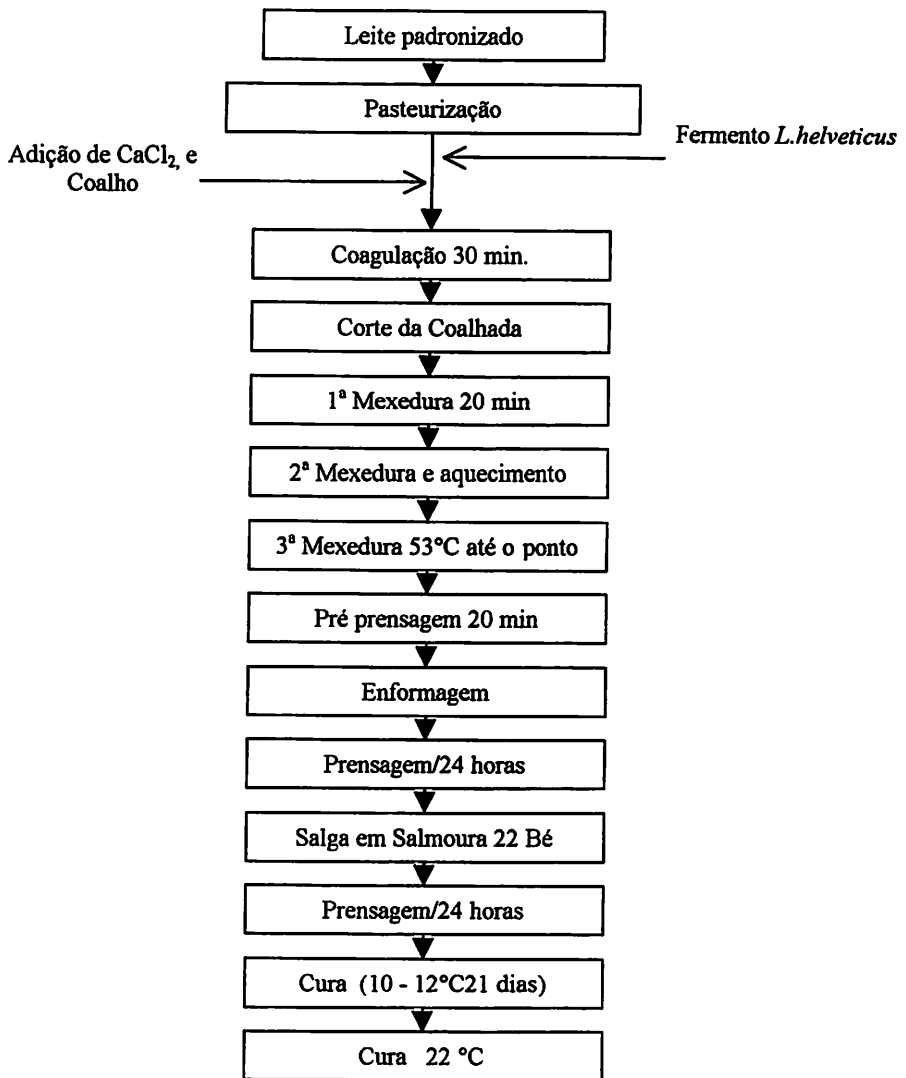 Leite padronizado
Pasteurização
Fermento L.helveticus
Adição de CaCl₂, e
Coalho
Coagulação 30 min.
Corte da Coalhada
1ª Mexedura 20 min
2ª Mexedura e aquecimento
3ª Mexedura 53°C até o ponto
Pré prensagem 20 min
Enformagem
Prensagem/24 horas
Salga em Salmoura 22 Bé
Prensagem/24 horas
Cura (10 - 12°C21 dias)
Cura 22 °C